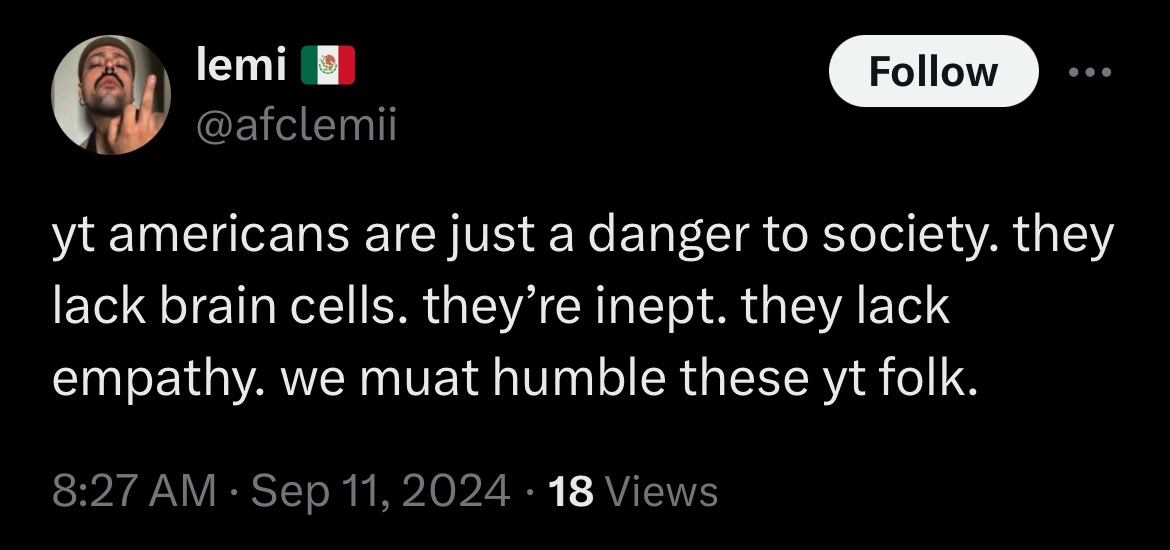 lemi 🇲🇽
Follow
@afclemii
yt americans are just a danger to society. they
lack brain cells. they’re inept. they lack
empathy. we muat humble these yt folk.
8:27 AM · Sep 11, 2024 · 18 Views